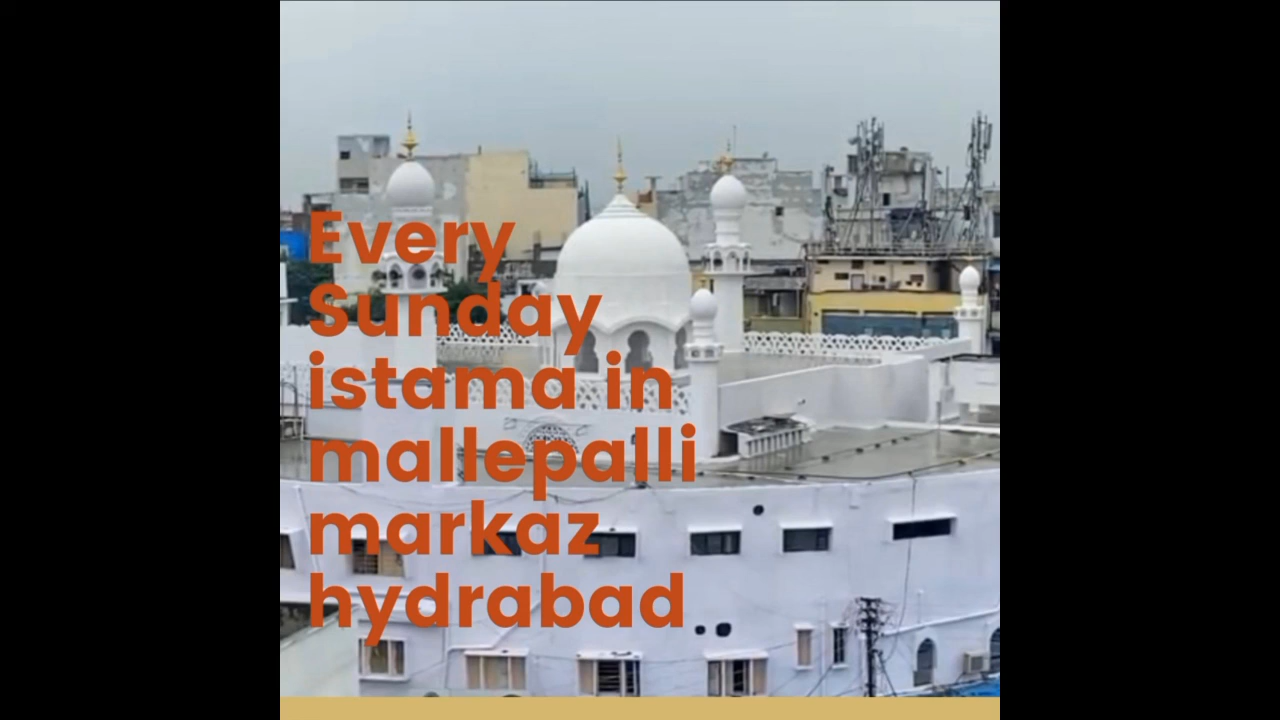 Every
Sunday
istama in
mallepalli
markaz
hydrabad